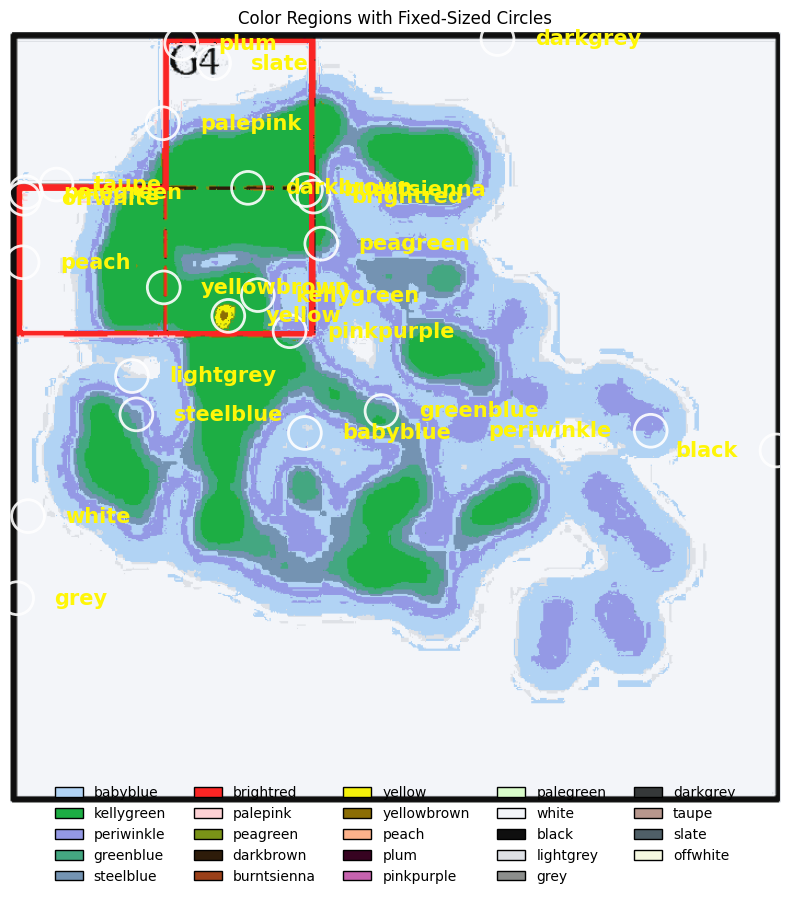 Color Regions with Fixed-Sized Circles
plum
darkgrey
G4
slate
palepink
taupe
palegreen
offwhite
darkbrown
burntsienna
brightred
peagreen
peach
yellowbrown
kellygreen
yellow
pinkpurple
lightgrey
steelblue
greenblue
babyblue
periwinkle
black
white
grey
babyblue brightred yellow palegreen darkgrey
kellygreen palepink yellowbrown white taupe
periwinkle peagreen peach black slate
greenblue darkbrown plum lightgrey offwhite
steelblue burntsienna pinkpurple grey